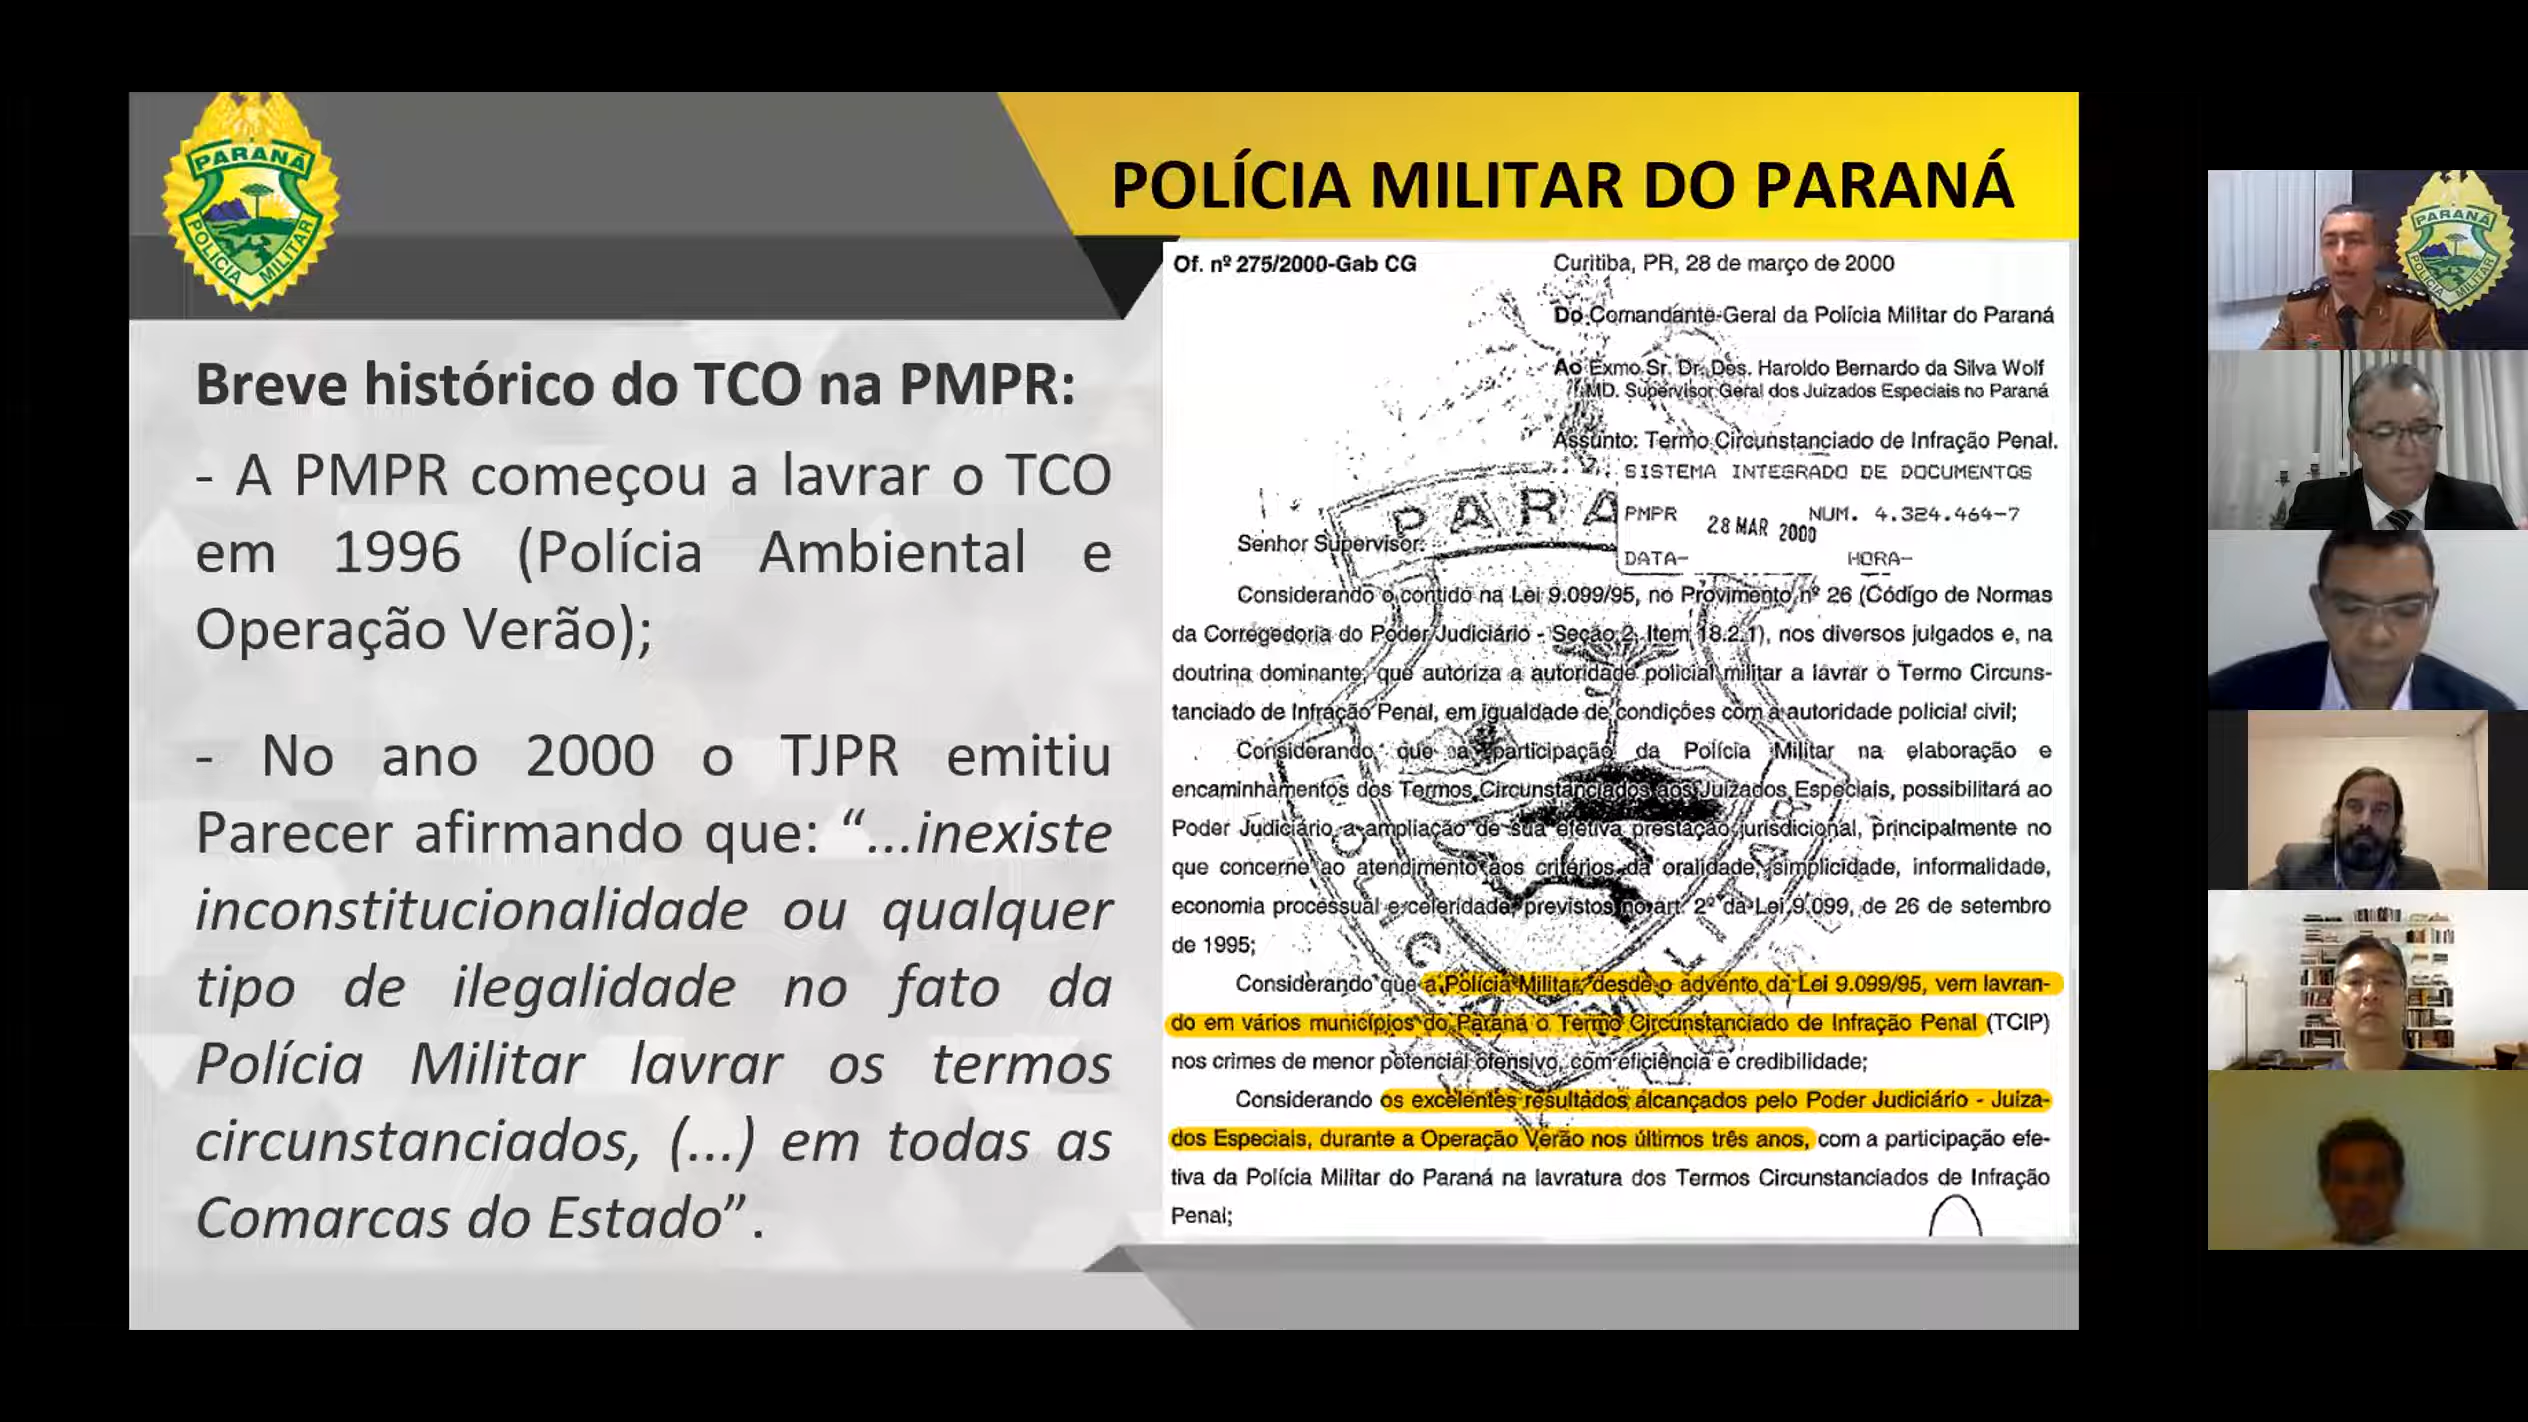 PARANÁ
POLÍCIA MILITAR
POLÍCIA MILITAR DO PARANÁ
Breve histórico do TCO na PMPR:
- A PMPR começou a lavrar o TCO
em 1996 (Polícia Ambiental e
Operação Verão);
- No ano 2000 o TJPR emitiu
Parecer afirmando que: “...inexiste
inconstitucionalidade ou qualquer
tipo de ilegalidade no fato da
Polícia Militar lavrar os termos
circunstanciados, (...) em todas as
Comarcas do Estado”.
Of. nº 275/2000-Gab CG
Curitiba, PR, 28 de março de 2000
Do Comandante-Geral da Polícia Militar do Paraná
Ao Exmo Sr. Dr. Des. Haroldo Bernardo da Silva Wolf
MD. Supervisor Geral dos Juizados Especiais no Paraná
Assunto: Termo Circunstanciado de Infração Penal.
SISTEMA INTEGRADO DE DOCUMENTOS
PMPR 28 MAR 2000 NUM. 4.324.464-7
DATA- HORA-
PARA
POLICIA MILITAR
Senhor Supervisor:
Considerando o contido na Lei 9.099/95, no Provimento nº 26 (Código de Normas
da Corregedoria do Poder Judiciário - Seção 2, Item 18.2.1), nos diversos julgados e, na
doutrina dominante, que autoriza a autoridade policial militar a lavrar o Termo Circuns-
tanciado de Infração Penal, em igualdade de condições com a autoridade policial civil;
Considerando que a participação da Polícia Militar na elaboração e
encaminhamentos dos Termos Circunstanciados aos Juizados Especiais, possibilitará ao
Poder Judiciário a ampliação de sua efetiva prestação jurisdicional, principalmente no
que concerne ao atendimento aos critérios da oralidade, simplicidade, informalidade,
economia processual e celeridade previstos no art. 2º da Lei 9.099, de 26 de setembro
de 1995;
Considerando que a Polícia Militar, desde o advento da Lei 9.099/95, vem lavran-
do em vários municípios do Paraná o Termo Circunstanciado de Infração Penal (TCIP)
nos crimes de menor potencial ofensivo, com eficiência e credibilidade;
Considerando os excelentes resultados alcançados pelo Poder Judiciário - Juiza-
dos Especiais, durante a Operação Verão nos últimos três anos, com a participação efe-
tiva da Polícia Militar do Paraná na lavratura dos Termos Circunstanciados de Infração
Penal;
PARANÁ
POLÍCIA MILITAR